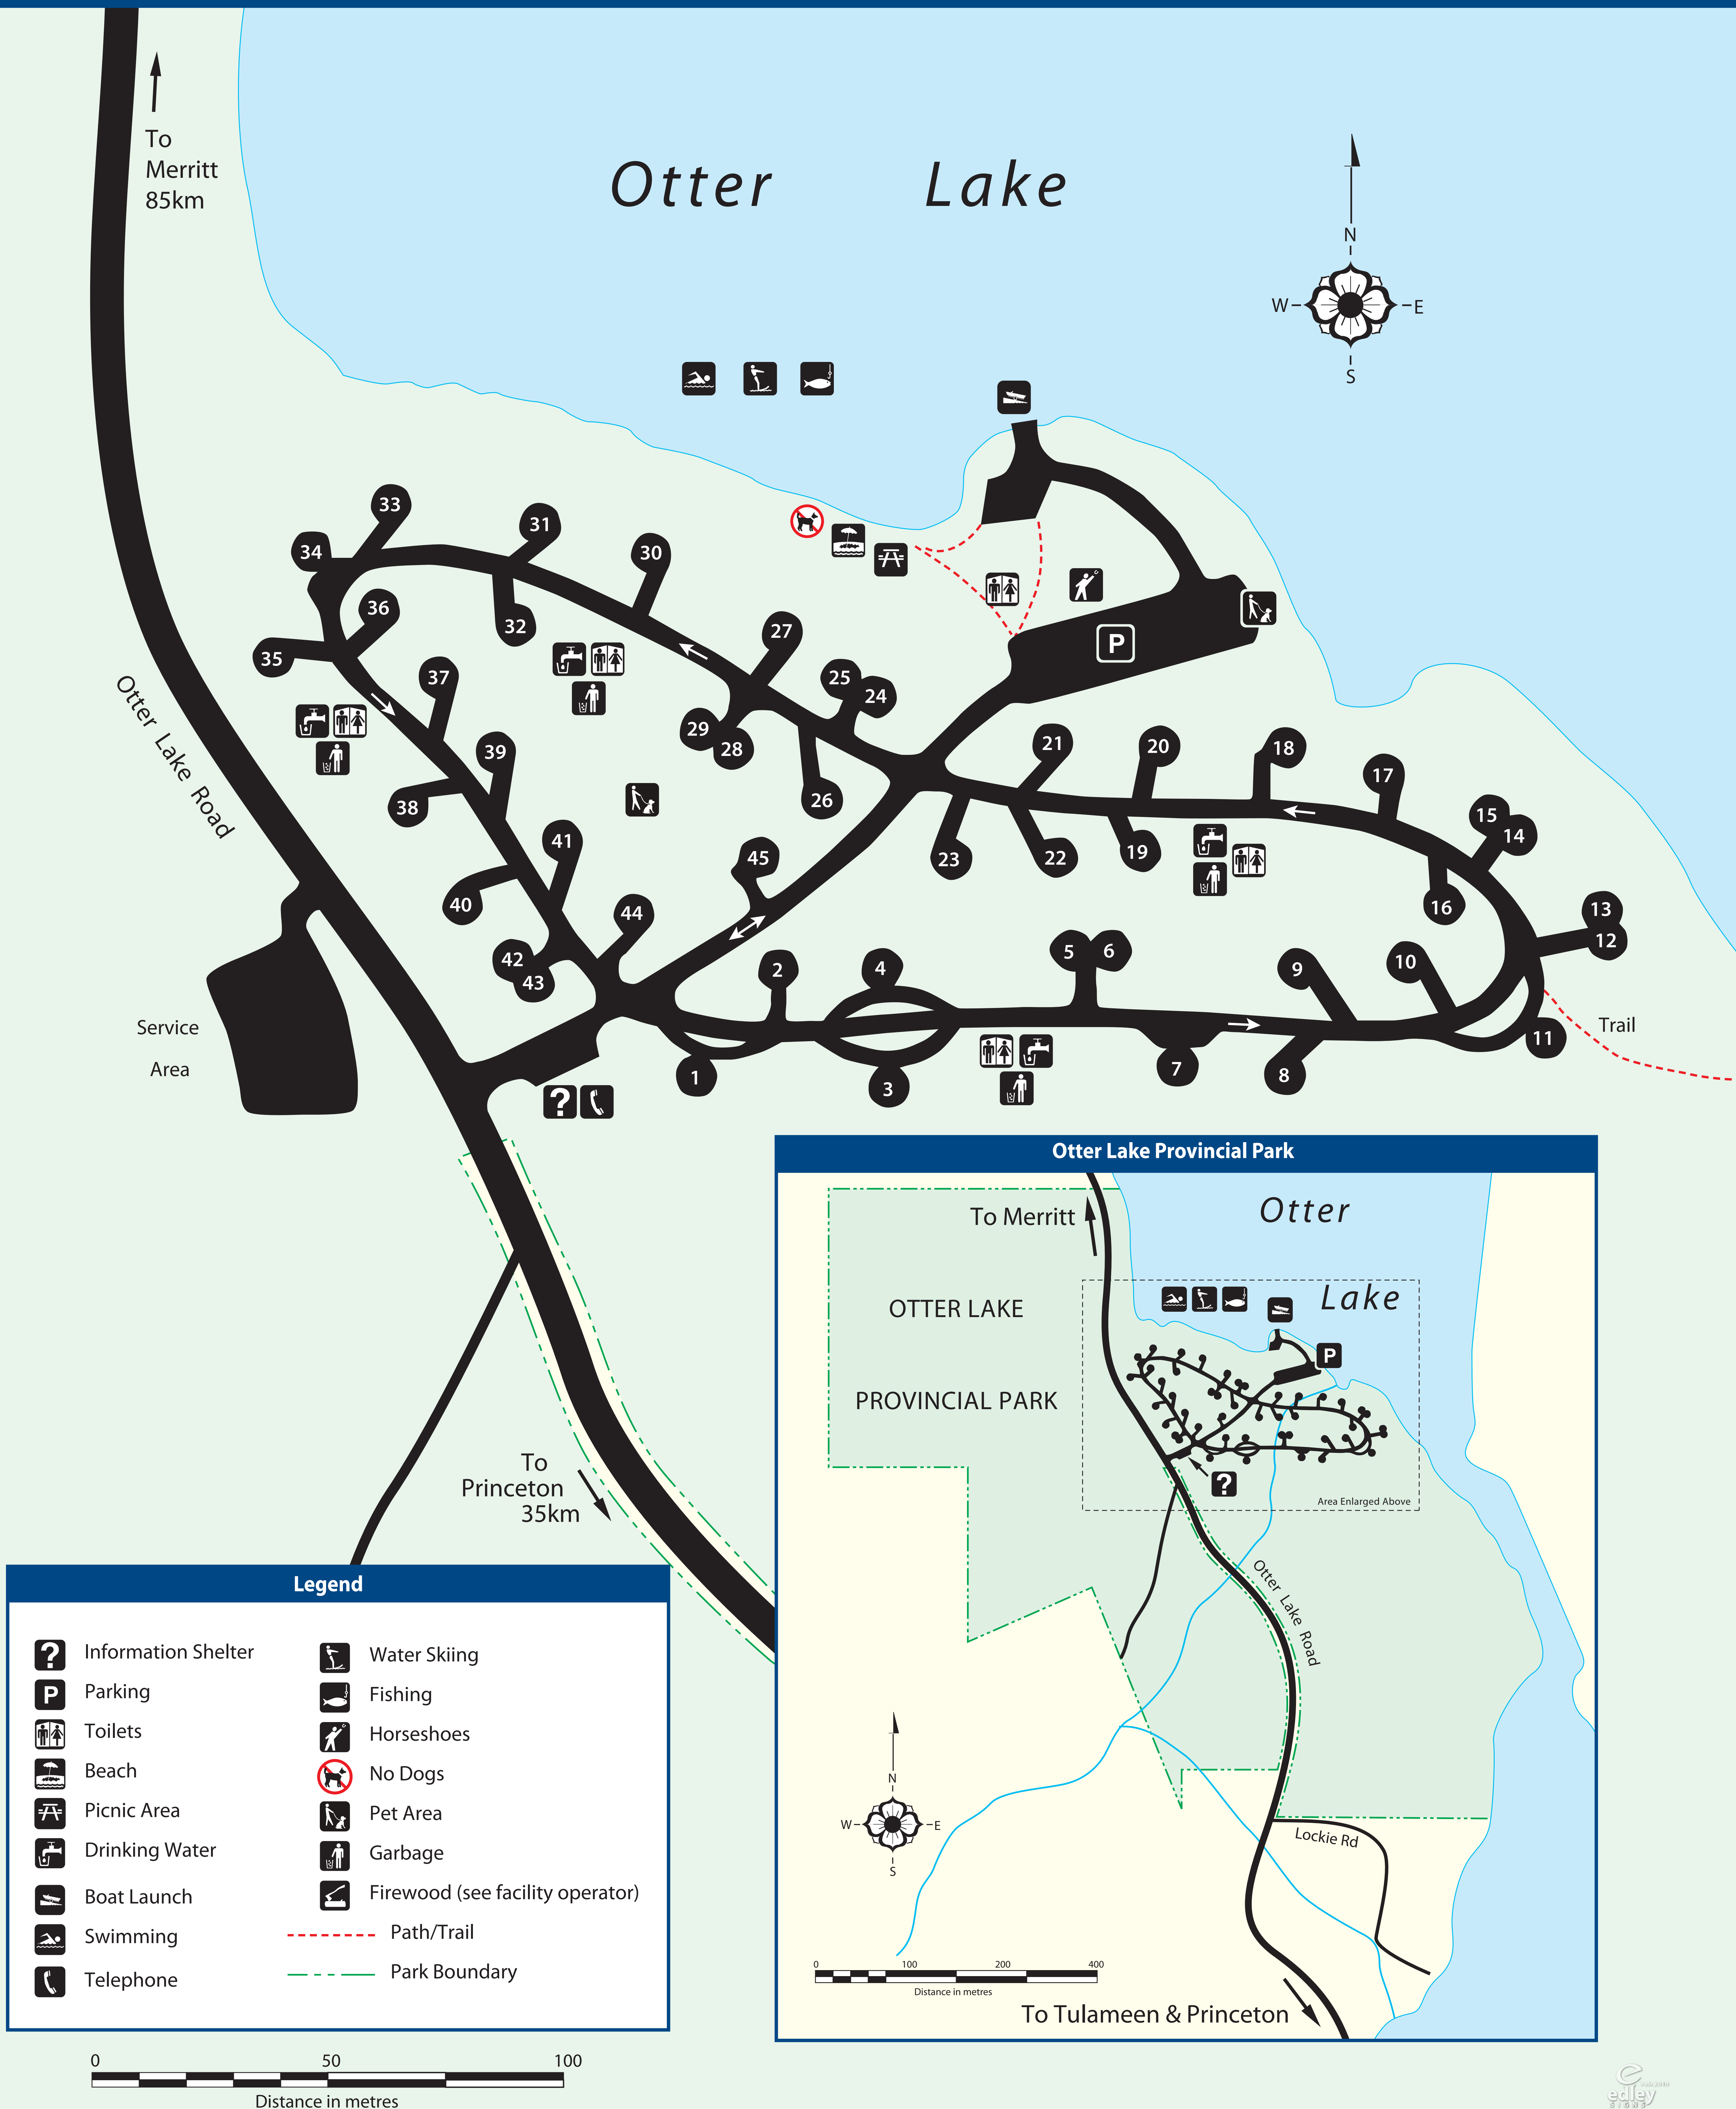 To
Merritt
85km
Otter Lake
N
W
E
S
33
34
31
30
36
32
35
27
37
25
24
29
28
39
26
38
21
20
18
17
15
14
41
45
23
22
19
16
40
44
13
12
42
43
2
4
5
6
9
10
11
1
3
7
8
P
Otter Lake Road
Service
Area
Trail
?
To
Princeton
35km
Otter Lake Provincial Park
To Merritt
Otter
Lake
OTTER LAKE
PROVINCIAL PARK
P
?
Area Enlarged Above
Otter Lake Road
N
W
E
S
Lockie Rd
0 100 200 400
Distance in metres
To Tulameen & Princeton
Legend
? Information Shelter
P Parking
Toilets
Beach
Picnic Area
Drinking Water
Boat Launch
Swimming
Telephone
Water Skiing
Fishing
Horseshoes
No Dogs
Pet Area
Garbage
Firewood (see facility operator)
Path/Trail
Park Boundary
0 50 100
Distance in metres
edley
SIGNS